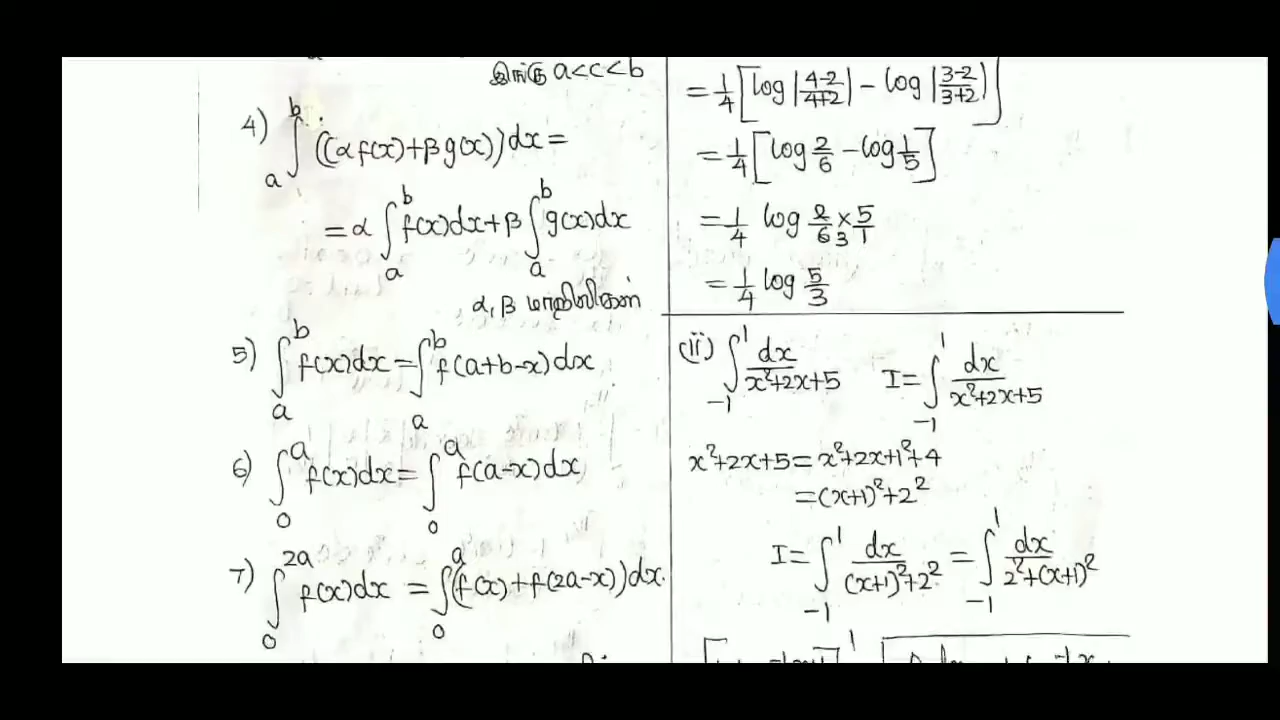 இங்கு a<c<b
4) ∫_a^b (αf(x)+βg(x))dx=
=α∫_a^b f(x)dx+β∫_a^b g(x)dx
α, β மாறிலிகள்
5) ∫_a^b f(x)dx=∫_a^b f(a+b-x)dx
6) ∫_0^a f(x)dx=∫_0^a f(a-x)dx
7) ∫_0^2a f(x)dx = ∫_0^a (f(x)+f(2a-x))dx.
=1/4[log|(4-2)/(4+2)| - log|(3-2)/(3+2)|]
=1/4[log 2/6 - log 1/5]
=1/4 log 2/6 3 × 5/1
=1/4 log 5/3
(ii) ∫_-1^1 dx/(x²+2x+5) I=∫_-1^1 dx/(x²+2x+5)
x²+2x+5=x²+2x+1²+4
=(x+1)²+2²
I=∫_-1^1 dx/((x+1)²+2²) =∫_-1^1 dx/(2²+(x+1)²)